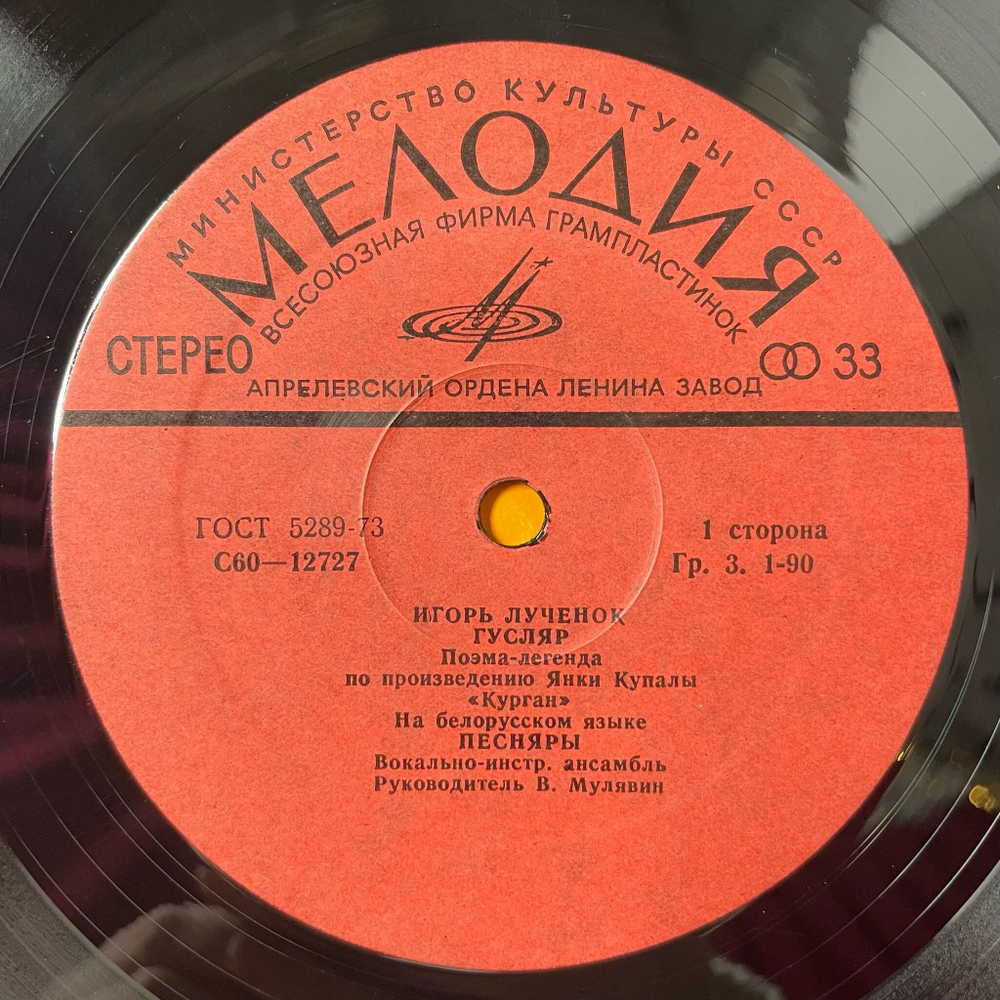 МИНИСТЕРСТВО КУЛЬТУРЫ СССР
МЕЛОДИЯ
ВСЕСОЮЗНАЯ ФИРМА ГРАМПЛАСТИНОК
СТЕРЕО
33
АПРЕЛЕВСКИЙ ОРДЕНА ЛЕНИНА ЗАВОД
ГОСТ 5289-73
С60—12727
1 сторона
Гр. 3. 1-90
ИГОРЬ ЛУЧЕНОК
ГУСЛЯР
Поэма-легенда
по произведению Янки Купалы
«Курган»
На белорусском языке
ПЕСНЯРЫ
Вокально-инстр. ансамбль
Руководитель В. Мулявин